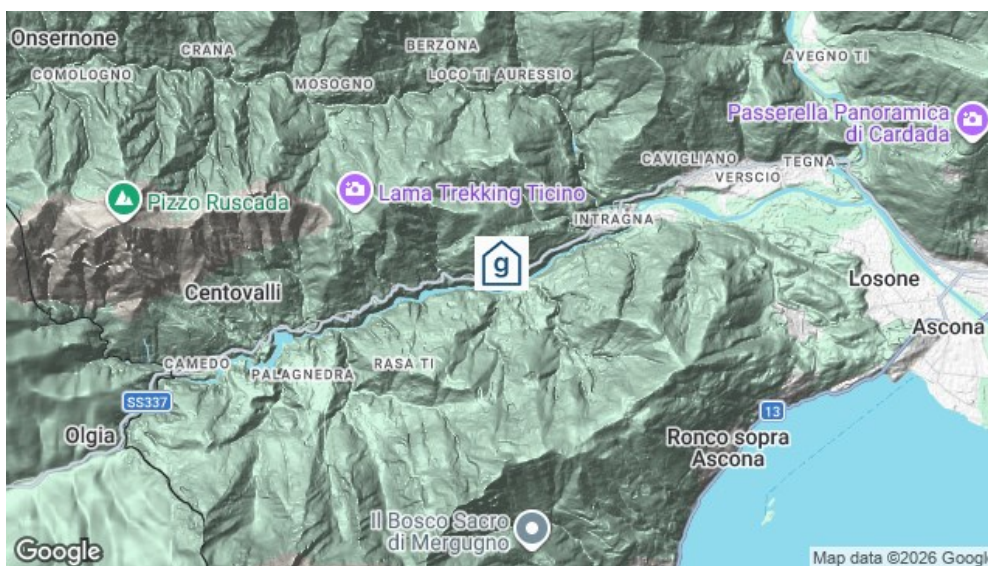 Onsernone
CRANA
BERZONA
AVEGNO TI
COMOLOGNO
MOSOGNO
LOCO TI AURESSIO
Passerella Panoramica
di Cardada
CAVIGLIANO
TEGNA
VERSCIO
Pizzo Ruscada
Lama Trekking Ticino
INTRAGNA
g
Losone
Centovalli
Ascona
CAMEDO
PALAGNEDRA
RASA TI
SS337
13
Olgia
Ronco sopra
Ascona
Il Bosco Sacro
di Mergugno
Google
Map data ©2026 Google